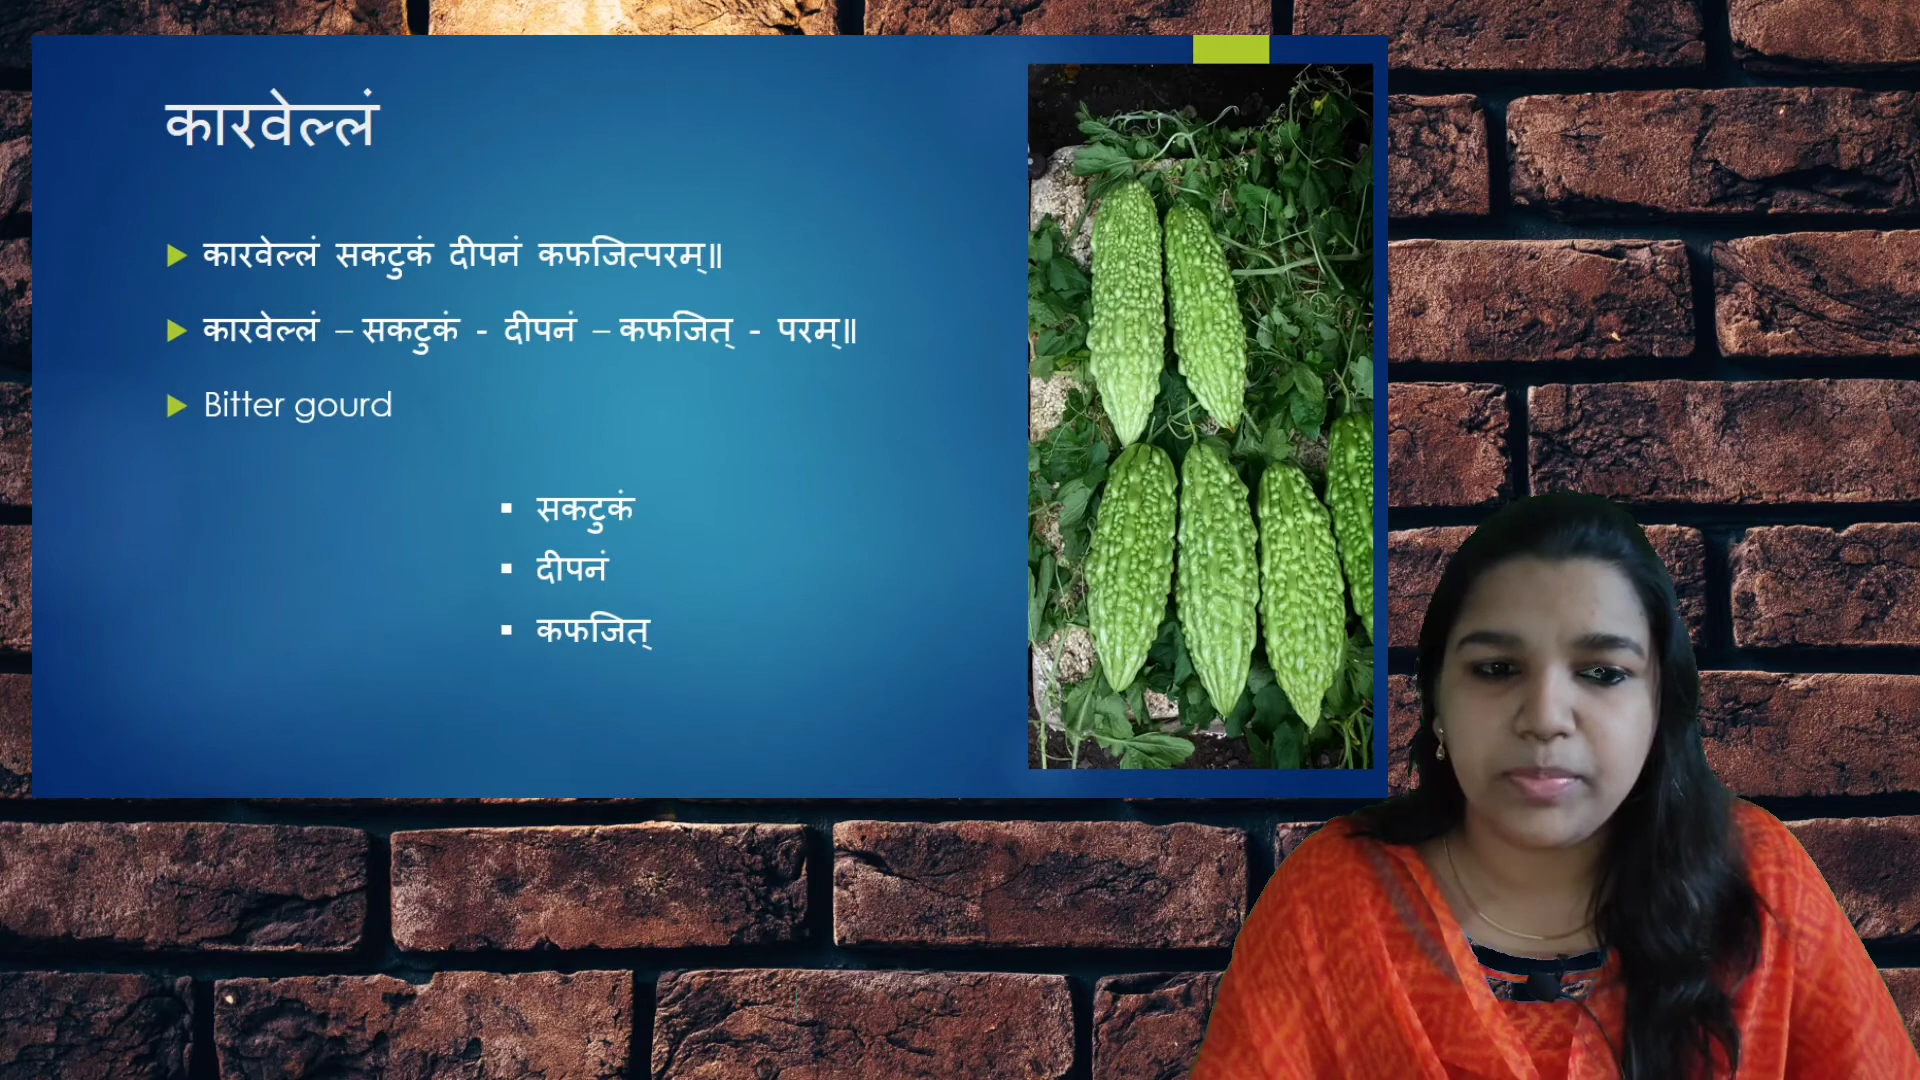 कारवेल्लं
कारवेल्लं सकटुकं दीपनं कफजित्परम्॥
कारवेल्लं – सकटुकं - दीपनं – कफजित् - परम्॥
Bitter gourd
सकटुकं
दीपनं
कफजित्